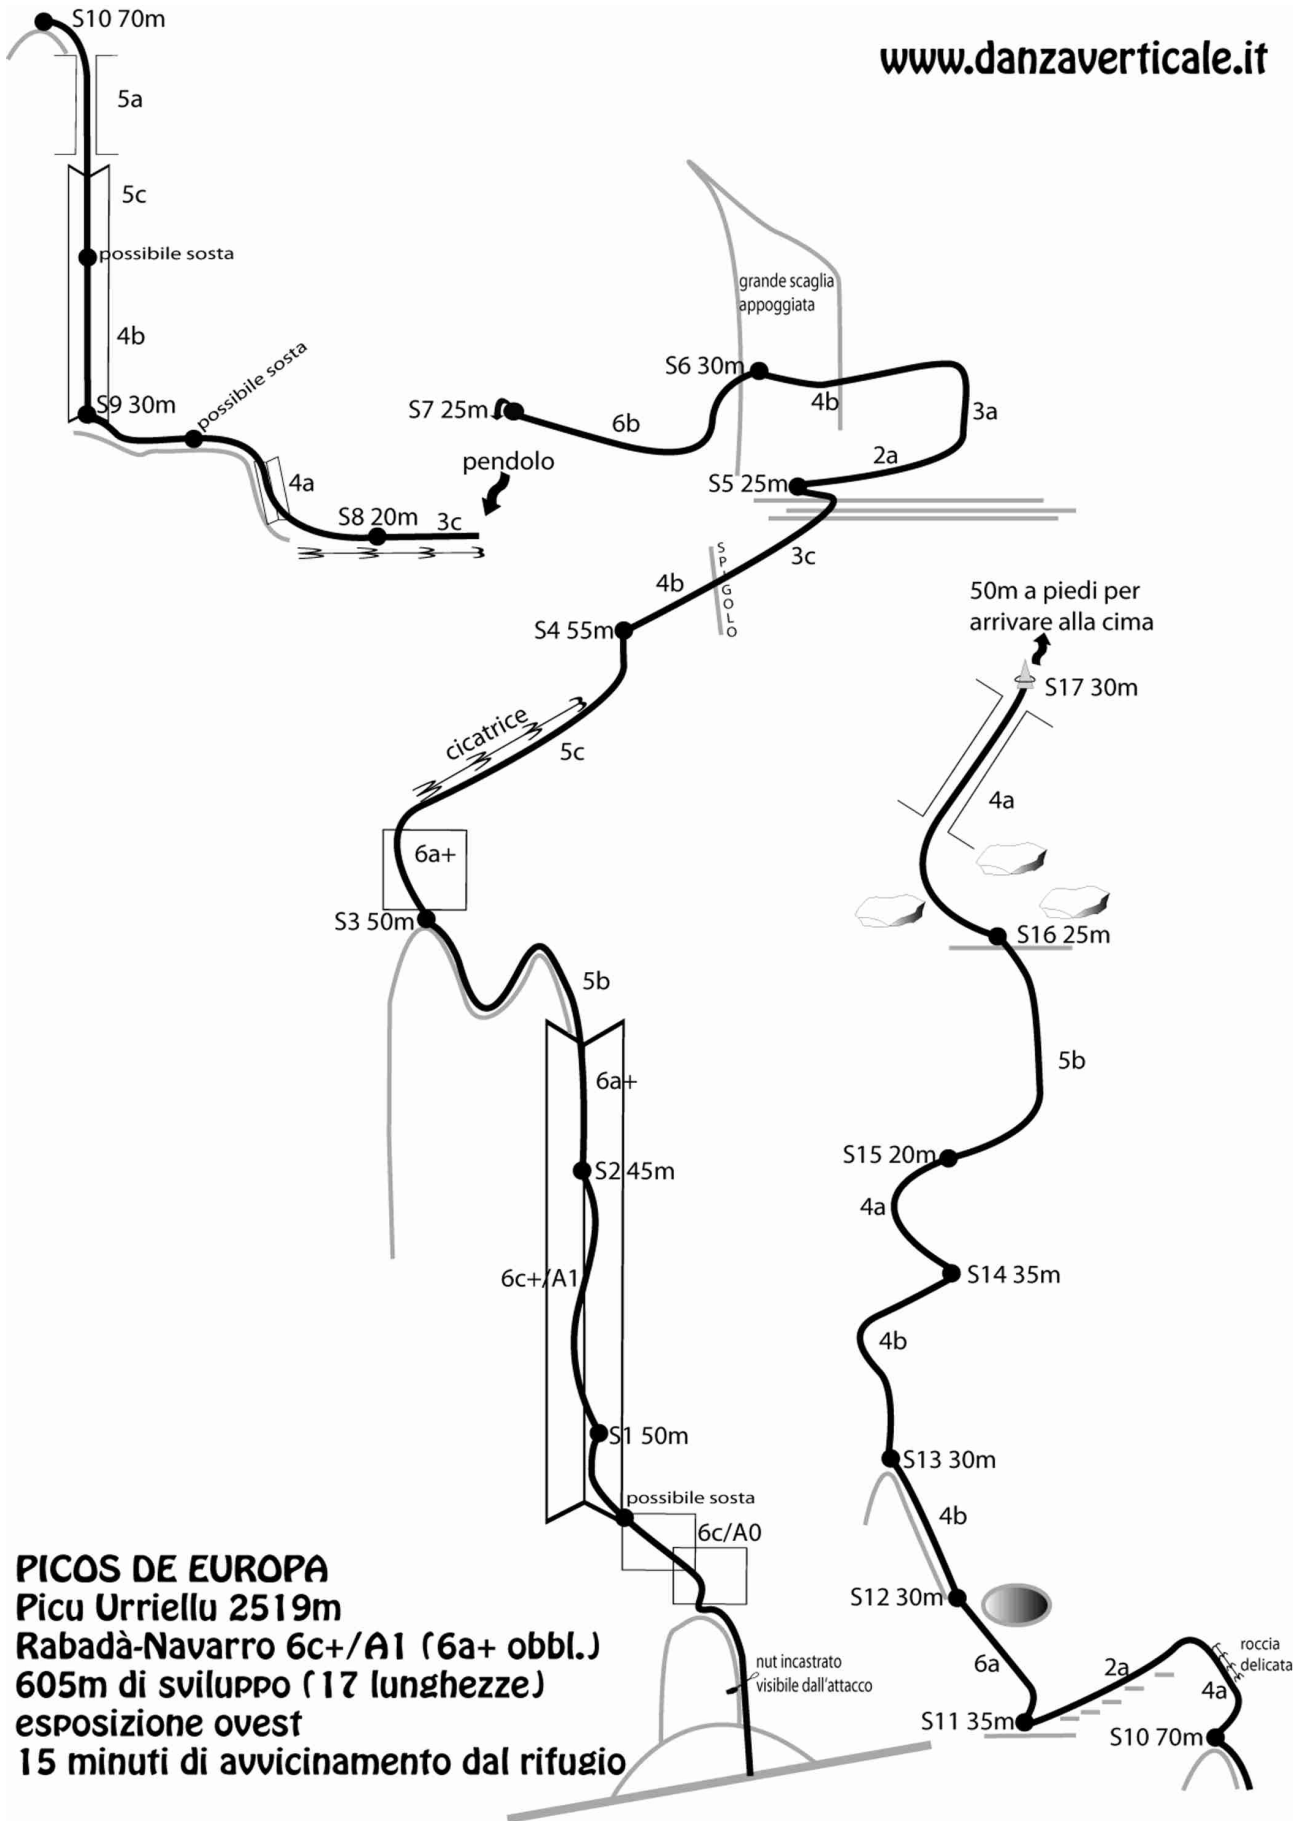 S10 70m
www.danzaverticale.it
5a
5c
possibile sosta
4b
S9 30m
possibile sosta
4a
S8 20m
3c
pendolo
S7 25m
6b
S6 30m
grande scaglia
appoggiata
4b
3a
2a
S5 25m
3c
SPIGOLO
4b
S4 55m
cicatrice
5c
6a+
S3 50m
5b
6a+
S2 45m
6c+/A1
S1 50m
possibile sosta
6c/A0
nut incastrato
visibile dall'attacco
50m a piedi per
arrivare alla cima
S17 30m
4a
S16 25m
5b
S15 20m
4a
S14 35m
4b
S13 30m
4b
S12 30m
6a
S11 35m
2a
roccia
delicata
4a
S10 70m
PICOS DE EUROPA
Picu Urriellu 2519m
Rabadà-Navarro 6c+/A1 (6a+ obbl.)
605m di sviluppo (17 lunghezze)
esposizione ovest
15 minuti di avvicinamento dal rifugio